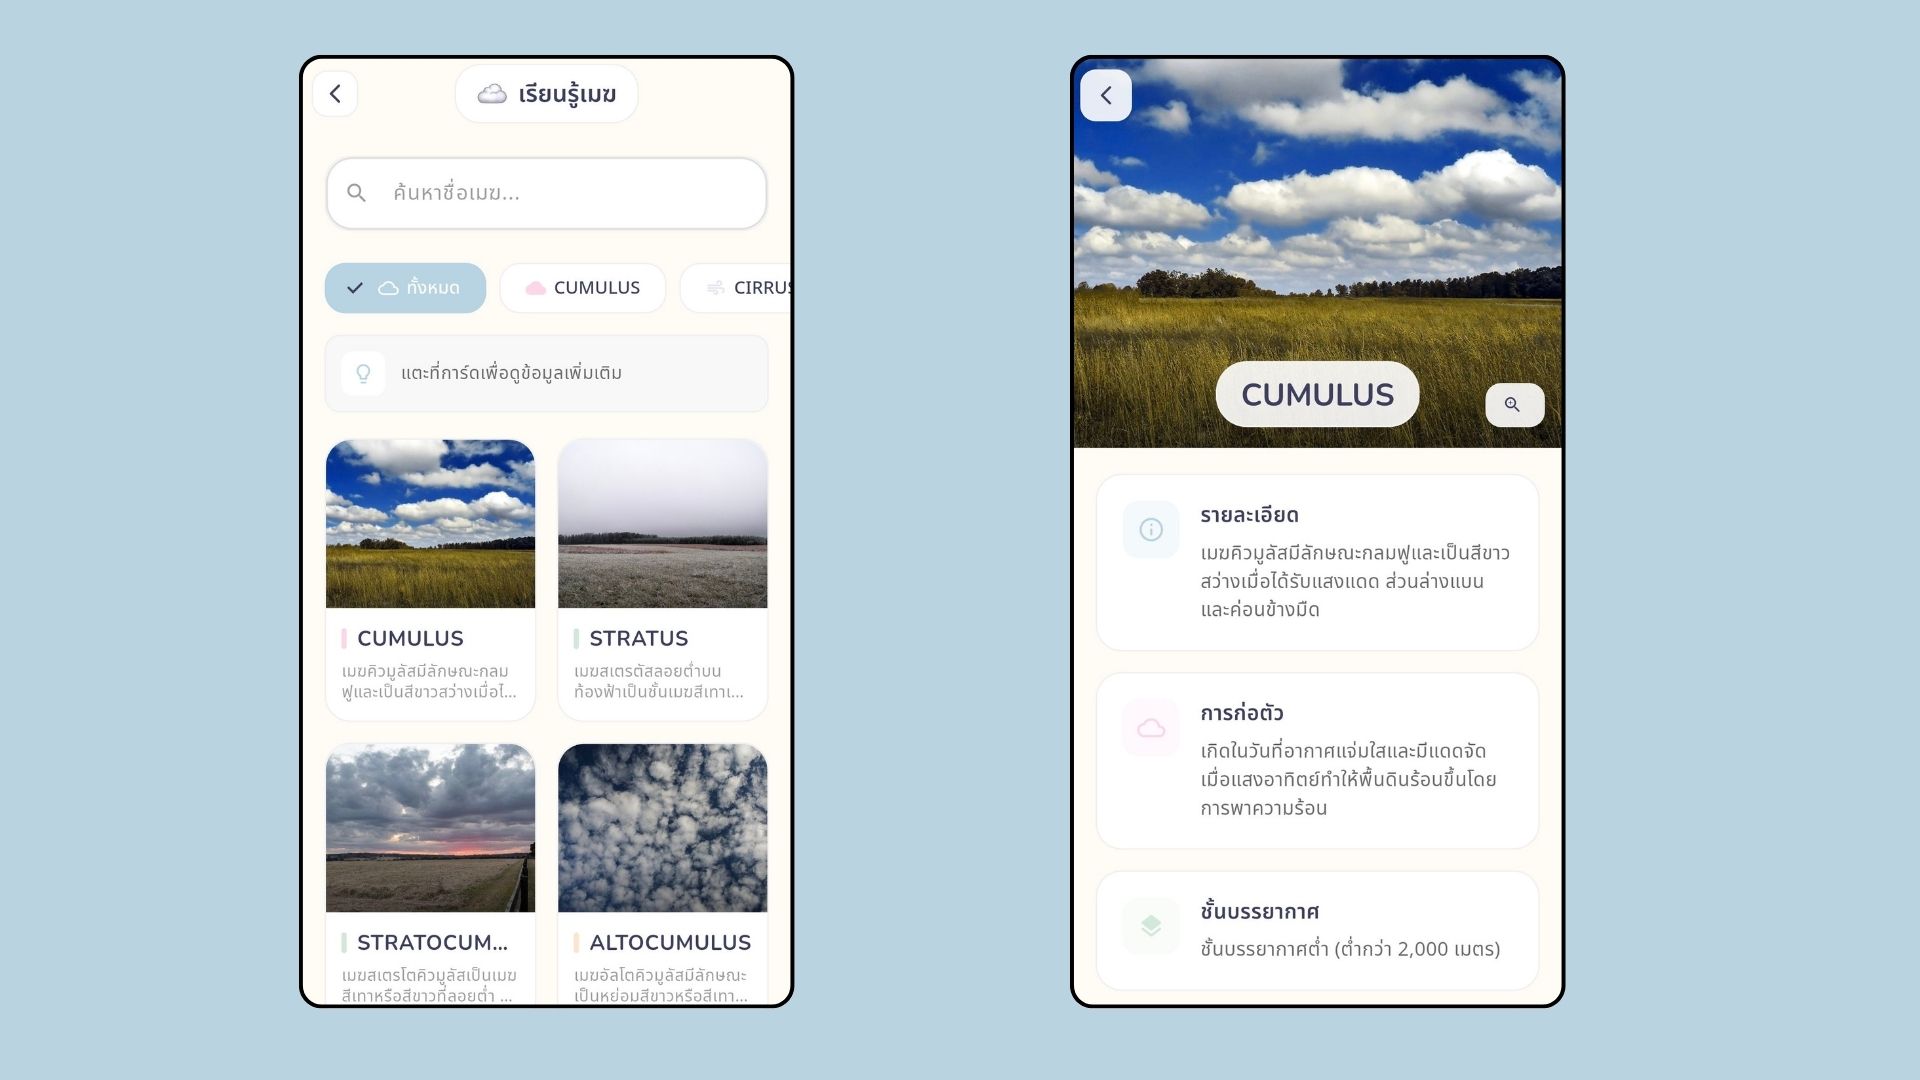 เรียนรู้เมฆ
ค้นหาชื่อเมฆ...
ทั้งหมด
CUMULUS
CIRRUS
แตะที่การ์ดเพื่อดูข้อมูลเพิ่มเติม
CUMULUS
เมฆคิวมูลัสมีลักษณะกลม
ฟูและเป็นสีขาวสว่างเมื่อไ...
STRATUS
เมฆสเตรตัสลอยต่ำบน
ท้องฟ้าเป็นชั้นเมฆสีเทาเ...
STRATOCUM...
เมฆสเตรโตคิวมูลัสเป็นเมฆ
สีเทาหรือสีขาวที่ลอยต่ำ ...
ALTOCUMULUS
เมฆอัลโตคิวมูลัสมีลักษณะ
เป็นหย่อมสีขาวหรือสีเทา...
CUMULUS
รายละเอียด
เมฆคิวมูลัสมีลักษณะกลมฟูและเป็นสีขาว
สว่างเมื่อได้รับแสงแดด ส่วนล่างแบน
และค่อนข้างมืด
การก่อตัว
เกิดในวันที่อากาศแจ่มใสและมีแดดจัด
เมื่อแสงอาทิตย์ทำให้พื้นดินร้อนขึ้นโดย
การพาความร้อน
ชั้นบรรยากาศ
ชั้นบรรยากาศต่ำ (ต่ำกว่า 2,000 เมตร)